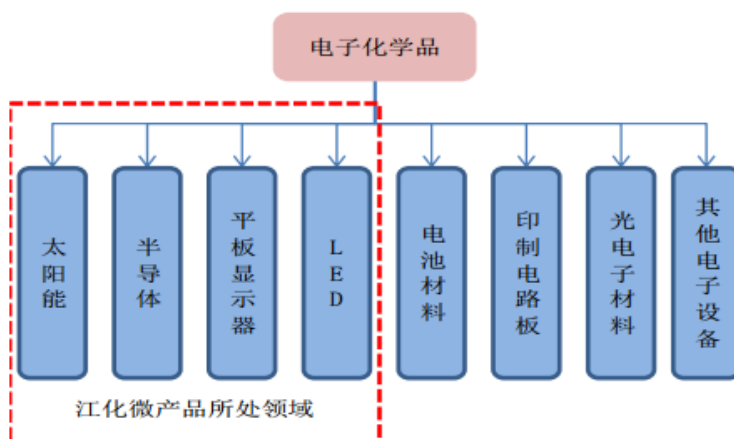 电子化学品
太阳能
半导体
平板显示器
LED
电池材料
印制电路板
光电子材料
其他电子设备
江化微产品所处领域